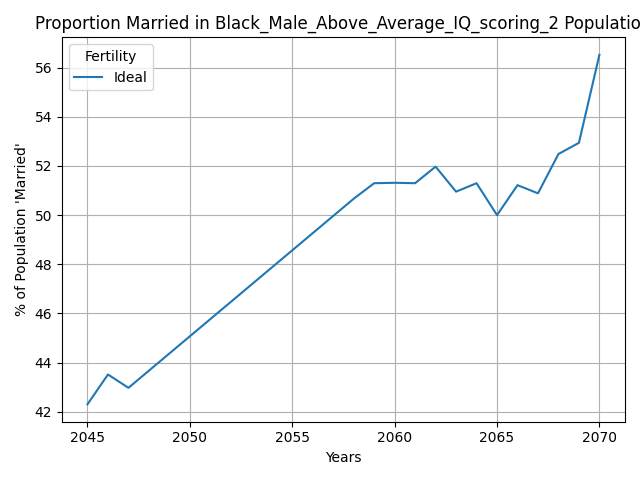 Proportion Married in Black_Male_Above_Average_IQ_scoring_2 Populatio
Fertility
Ideal
% of Population 'Married'
56
54
52
50
48
46
44
42
2045 2050 2055 2060 2065 2070
Years